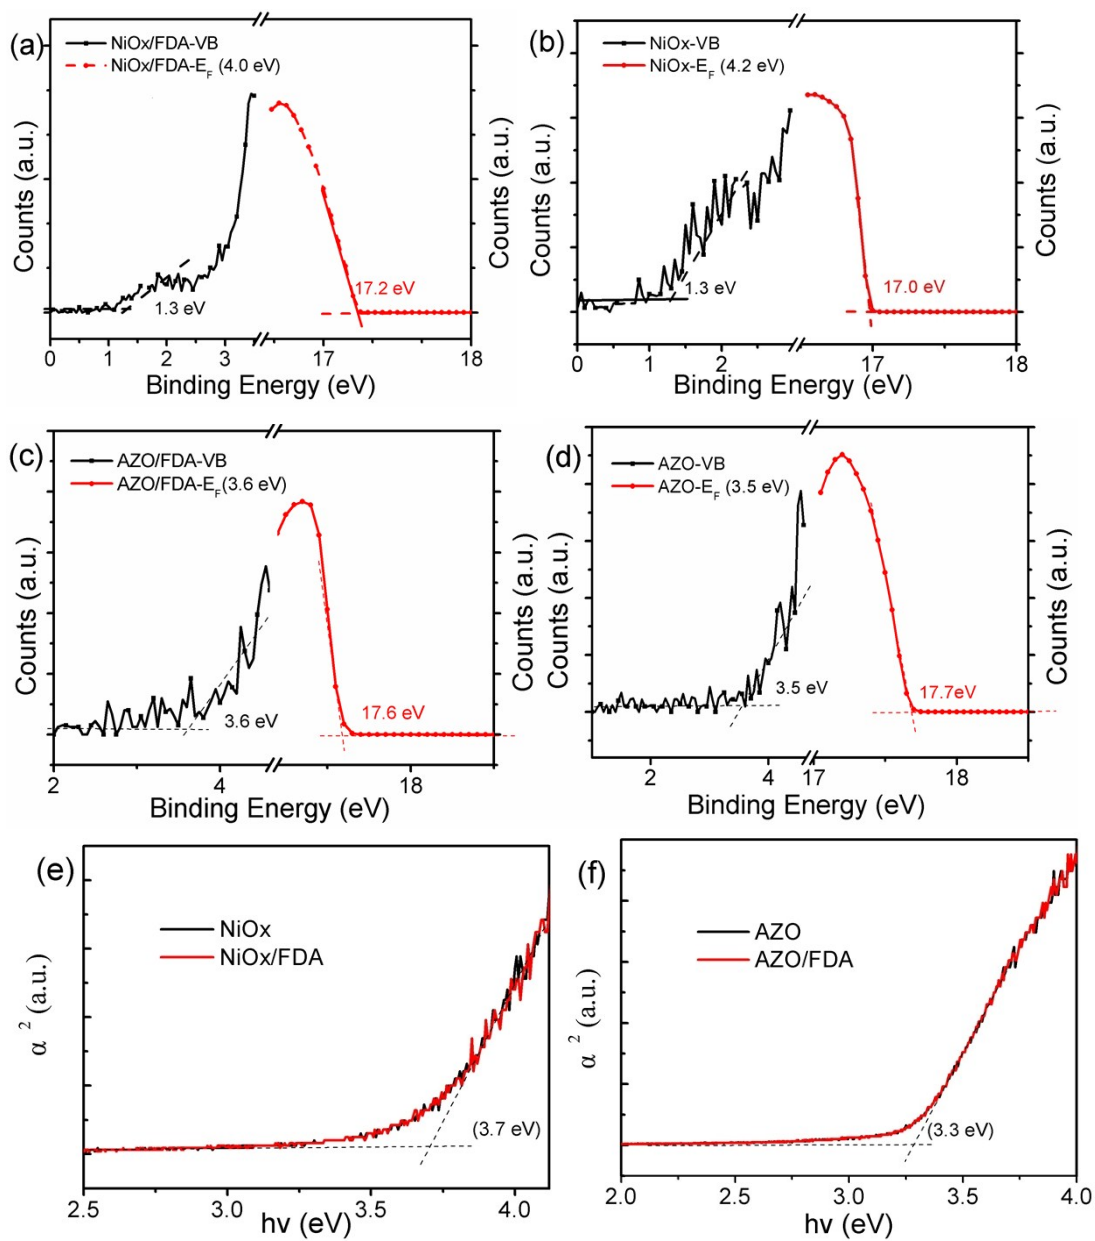 (a)
NiOx/FDA-VB
NiOx/FDA-E_F (4.0 eV)
Counts (a.u.)
Counts (a.u.)
1.3 eV
17.2 eV
0 1 2 3 17 18
Binding Energy (eV)
(b)
NiOx-VB
NiOx-E_F (4.2 eV)
Counts (a.u.)
Counts (a.u.)
1.3 eV
17.0 eV
0 1 2 17 18
Binding Energy (eV)
(c)
AZO/FDA-VB
AZO/FDA-E_F(3.6 eV)
Counts (a.u.)
Counts (a.u.)
3.6 eV
17.6 eV
2 4 18
Binding Energy (eV)
(d)
AZO-VB
AZO-E_F (3.5 eV)
Counts (a.u.)
Counts (a.u.)
3.5 eV
17.7eV
2 4 17 18
Binding Energy (eV)
(e)
NiOx
NiOx/FDA
α ² (a.u.)
(3.7 eV)
2.5 3.0 3.5 4.0
hv (eV)
(f)
AZO
AZO/FDA
α ² (a.u.)
(3.3 eV)
2.0 2.5 3.0 3.5 4.0
hv (eV)